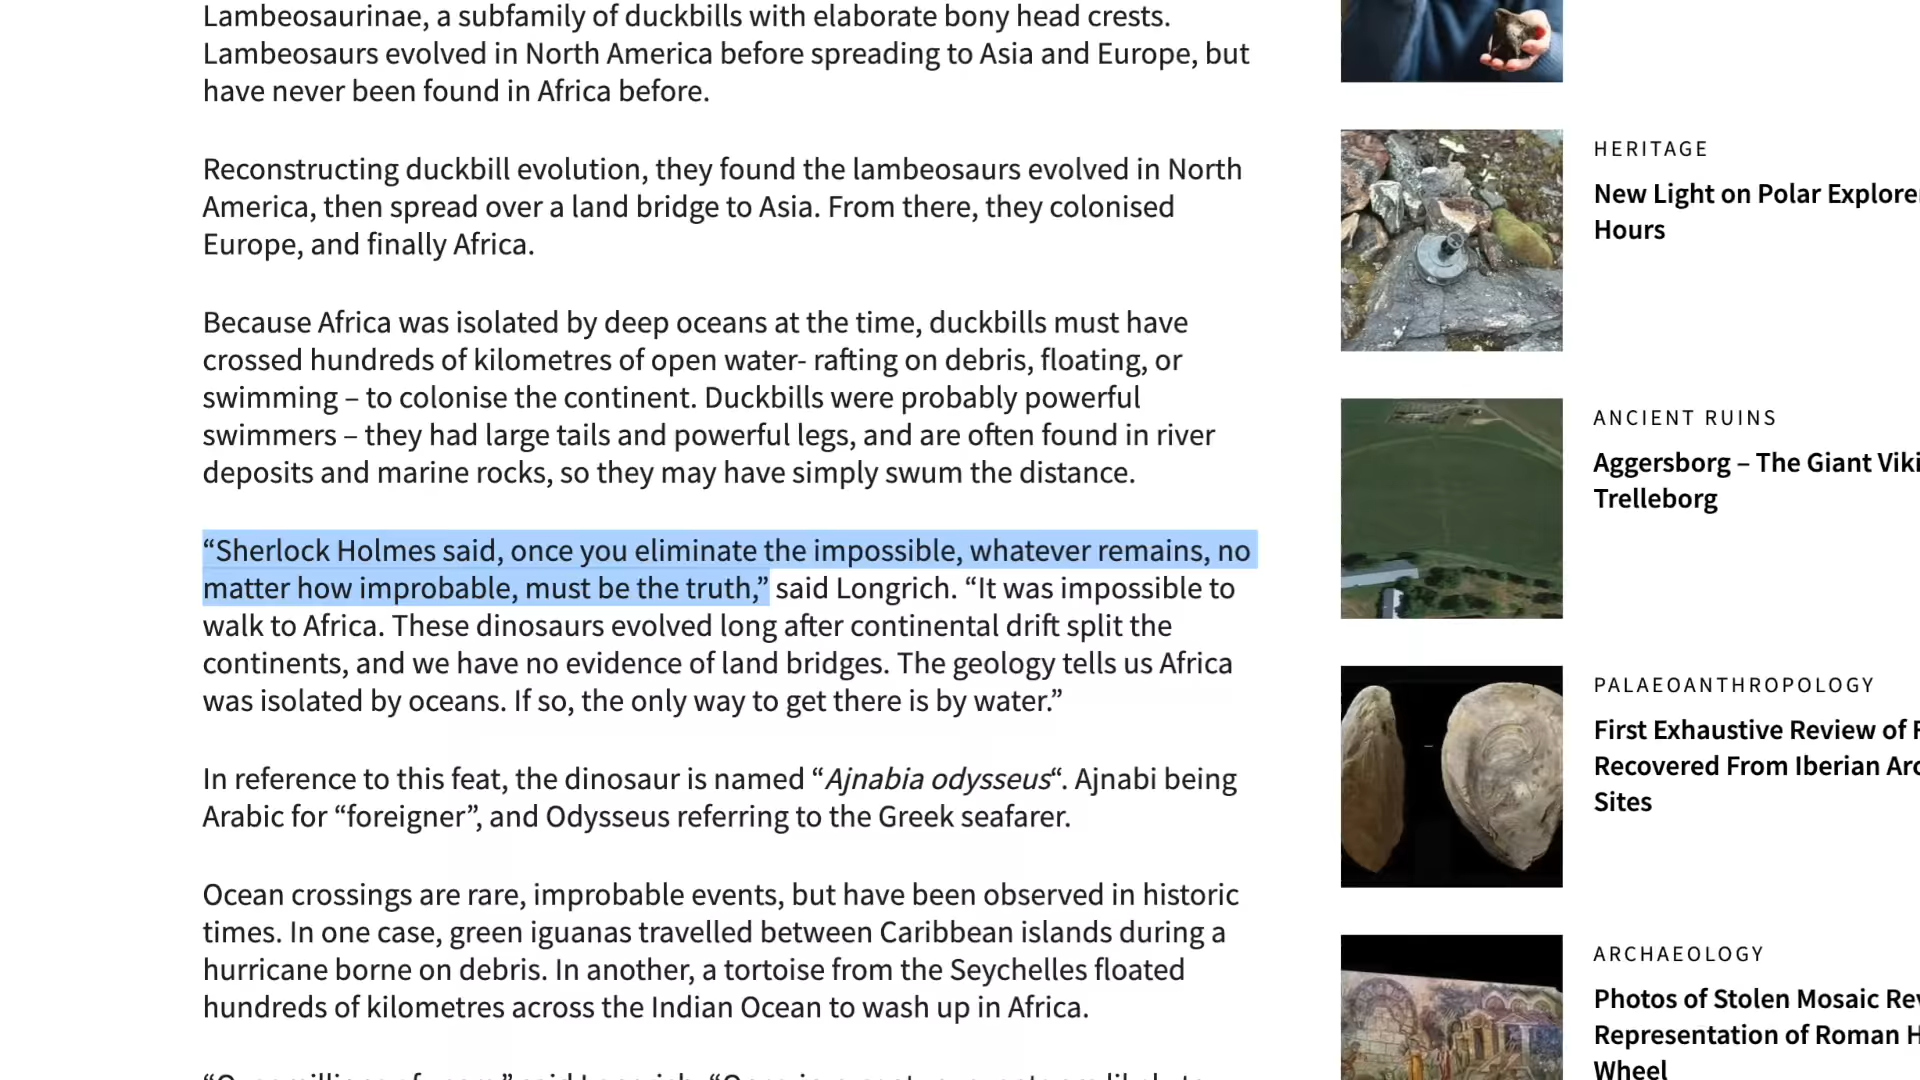 Lambeosaurinae, a subfamily of duckbills with elaborate bony head crests.
Lambeosaurs evolved in North America before spreading to Asia and Europe, but
have never been found in Africa before.
Reconstructing duckbill evolution, they found the lambeosaurs evolved in North
America, then spread over a land bridge to Asia. From there, they colonised
Europe, and finally Africa.
Because Africa was isolated by deep oceans at the time, duckbills must have
crossed hundreds of kilometres of open water- rafting on debris, floating, or
swimming – to colonise the continent. Duckbills were probably powerful
swimmers – they had large tails and powerful legs, and are often found in river
deposits and marine rocks, so they may have simply swum the distance.
“Sherlock Holmes said, once you eliminate the impossible, whatever remains, no
matter how improbable, must be the truth,” said Longrich. “It was impossible to
walk to Africa. These dinosaurs evolved long after continental drift split the
continents, and we have no evidence of land bridges. The geology tells us Africa
was isolated by oceans. If so, the only way to get there is by water.”
In reference to this feat, the dinosaur is named “Ajnabia odysseus“. Ajnabi being
Arabic for “foreigner”, and Odysseus referring to the Greek seafarer.
Ocean crossings are rare, improbable events, but have been observed in historic
times. In one case, green iguanas travelled between Caribbean islands during a
hurricane borne on debris. In another, a tortoise from the Seychelles floated
hundreds of kilometres across the Indian Ocean to wash up in Africa.
HERITAGE
New Light on Polar
Hours
ANCIENT RUINS
Aggersborg – The Giant
Trelleborg
PALAEOANTHROPOLOGY
First Exhaustive Review of
Recovered From Iberian
Sites
ARCHAEOLOGY
Photos of Stolen Mosaic
Representation of Roman
Wheel